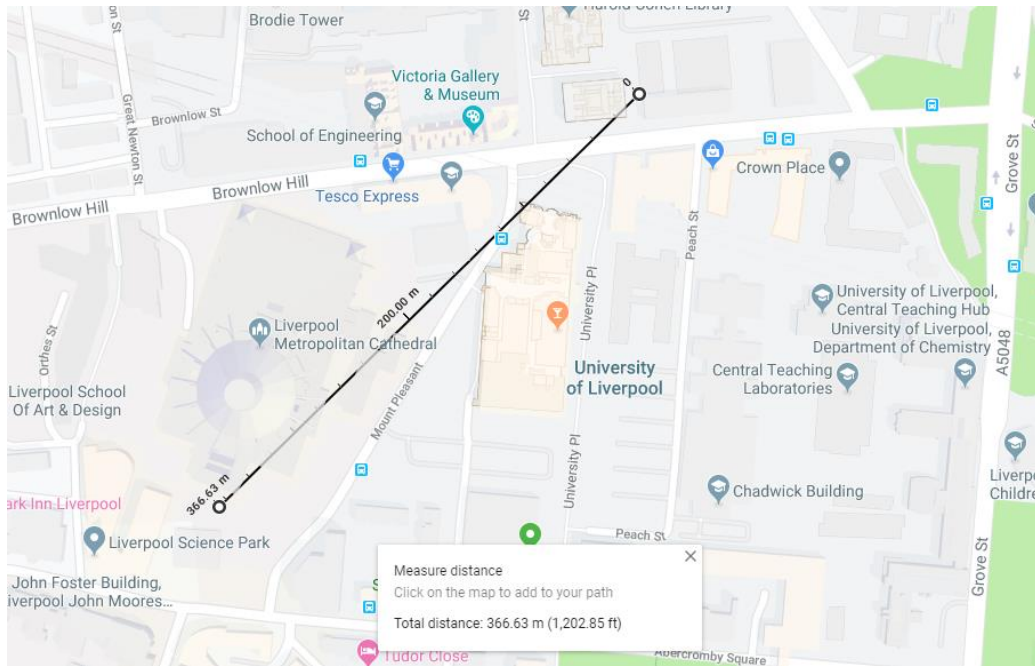 Brodie Tower
St
Harold Cohen Library
ton St
Great Newton St
Brownlow St
Victoria Gallery
& Museum
0
School of Engineering
Brownlow Hill
Brownlow Hill
Tesco Express
Crown Place
Grove St
Peach St
University Pl
200.00 m
Liverpool
Metropolitan Cathedral
Orthes St
University of Liverpool,
Central Teaching Hub
University of Liverpool,
Department of Chemistry
A5048
University
of Liverpool
Central Teaching
Laboratories
Liverpool School
Of Art & Design
Mount Pleasant
University Pl
366.63 m
Chadwick Building
Liverp
Childre
ark Inn Liverpool
Liverpool Science Park
Peach St
Grove St
John Foster Building,
iverpool John Moores...
S
Measure distance
Click on the map to add to your path
Total distance: 366.63 m (1,202.85 ft)
Tudor Close
Abercromby Square